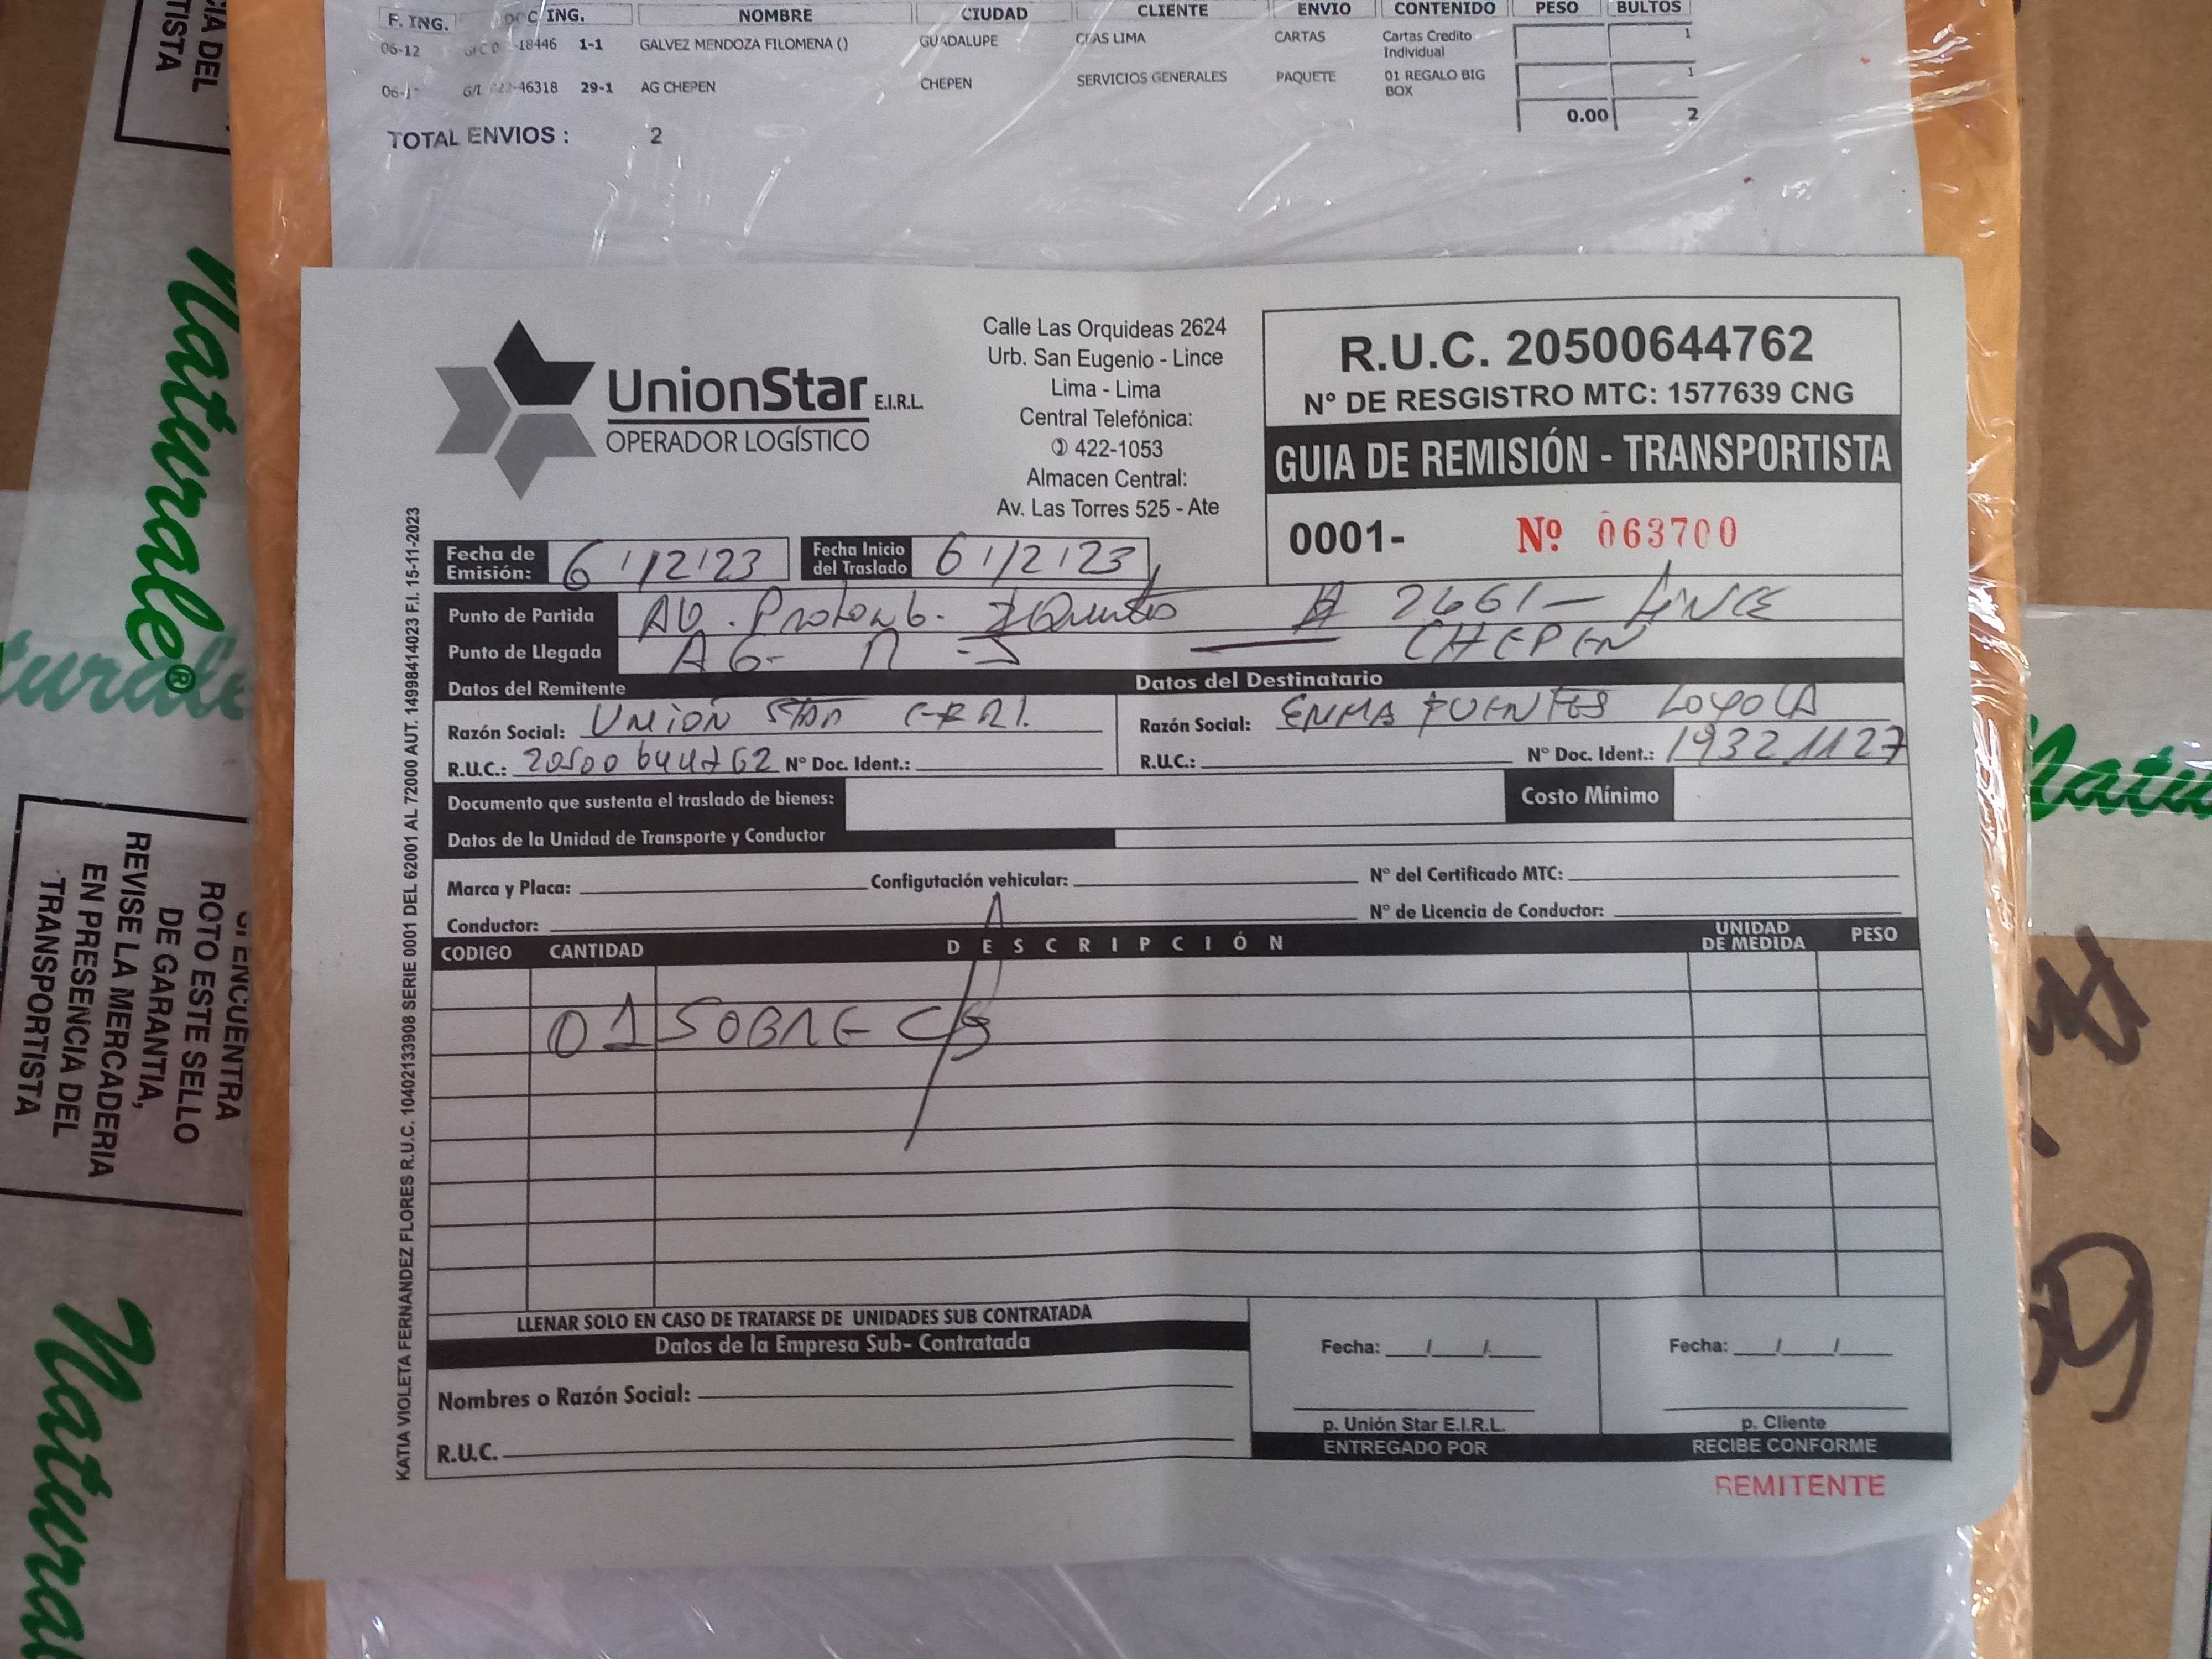 F. ING. ING. NOMBRE CIUDAD CLIENTE ENVIO CONTENIDO PESO BULTOS
06-12 -18446 1-1 GALVEZ MENDOZA FILOMENA () GUADALUPE LIMA CARTAS Cartas Credito Individual 1
-46318 29-1 AG CHEPEN CHEPEN SERVICIOS GENERALES PAQUETE 01 REGALO BIG BOX 1
0.00 2
TOTAL ENVIOS : 2
UnionStar E.I.R.L.
OPERADOR LOGÍSTICO
Calle Las Orquideas 2624
Urb. San Eugenio - Lince
Lima - Lima
Central Telefónica:
422-1053
Almacen Central:
Av. Las Torres 525 - Ate
R.U.C. 20500644762
N° DE RESGISTRO MTC: 1577639 CNG
GUIA DE REMISIÓN - TRANSPORTISTA
0001- Nº 063700
Fecha de Emisión: 6/12/23 Fecha Inicio del Traslado 6/12/23
Punto de Partida 2661 - LINCE
Punto de Llegada CHEPEN
Datos del Remitente Datos del Destinatario
Razón Social: UNION STAR Razón Social: ENMA FUENTES LOYOLA
R.U.C.: 20500644762 N° Doc. Ident.: R.U.C.: N° Doc. Ident.: 19321127
Documento que sustenta el traslado de bienes: Costo Mínimo
Datos de la Unidad de Transporte y Conductor
Marca y Placa: Configutación vehicular: N° del Certificado MTC:
Conductor: N° de Licencia de Conductor:
CODIGO CANTIDAD DESCRIPCIÓN UNIDAD DE MEDIDA PESO
01 SOBRE
LLENAR SOLO EN CASO DE TRATARSE DE UNIDADES SUB CONTRATADA
Datos de la Empresa Sub- Contratada
Nombres o Razón Social:
R.U.C.
Fecha: / /
p. Unión Star E.I.R.L.
ENTREGADO POR
Fecha: / /
p. Cliente
RECIBE CONFORME
REMITENTE
KATIA VIOLETA FERNANDEZ FLORES R.U.C. 10402133908 SERIE 0001 DEL 62001 AL 72000 AUT. 14998414023 F.I. 15-11-2023
Naturale®
ENCUENTRA
ROTO ESTE SELLO
DE GARANTIA,
REVISE LA MERCADERIA
EN PRESENCIA DEL
TRANSPORTISTA